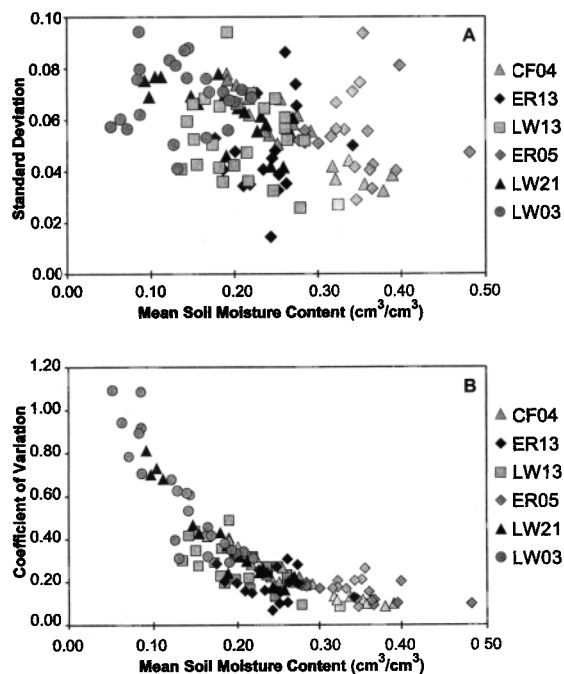 0.10
0.08
0.06
0.04
0.02
0.00
Standard Deviation
A
0.00 0.10 0.20 0.30 0.40 0.50
Mean Soil Moisture Content (cm³/cm³)
CF04
ER13
LW13
ER05
LW21
LW03
1.20
1.00
0.80
0.60
0.40
0.20
0.00
Coefficient of Variation
B
0.00 0.10 0.20 0.30 0.40 0 50
Mean Soil Moisture Content (cm³/cm³)
CF04
ER13
LW13
ER05
LW21
LW03